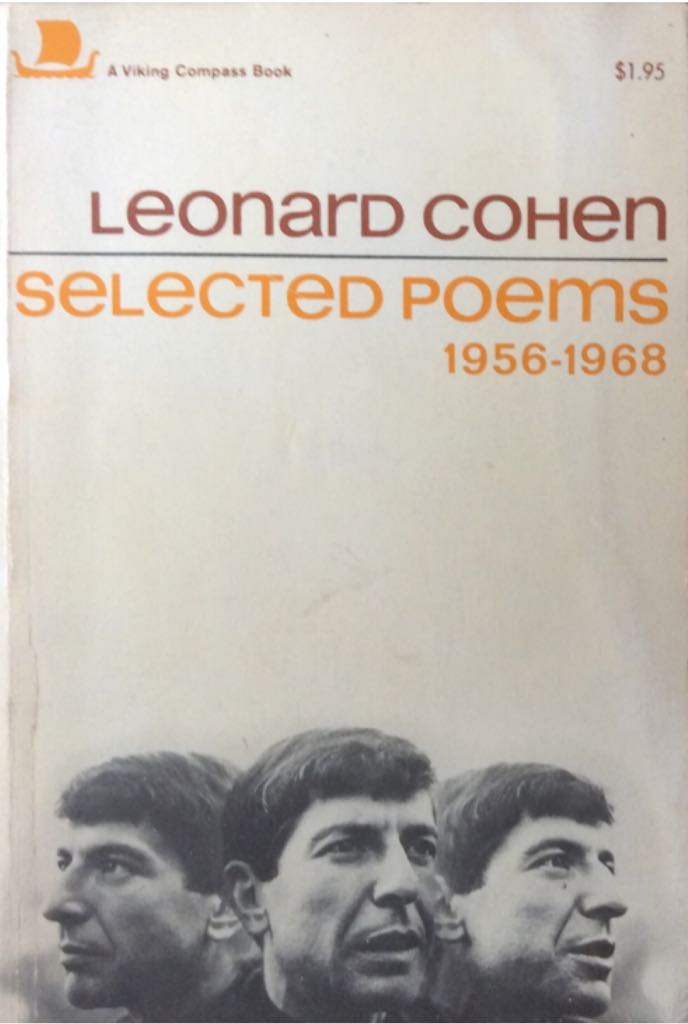 A Viking Compass Book
$1.95
Leonard Cohen
Selected Poems
1956-1968